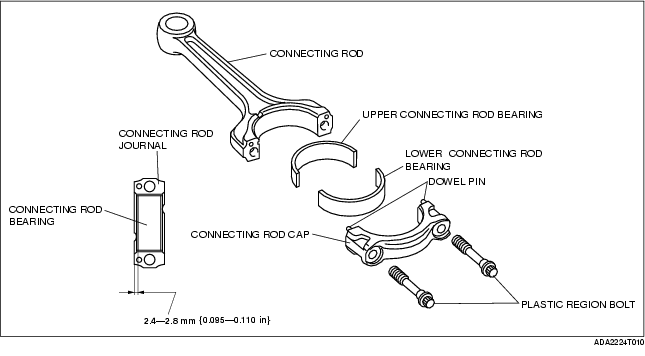 CONNECTING ROD
UPPER CONNECTING ROD BEARING
CONNECTING ROD
JOURNAL
LOWER CONNECTING ROD
BEARING
DOWEL PIN
CONNECTING ROD
BEARING
CONNECTING ROD CAP
PLASTIC REGION BOLT
2.4—2.8 mm {0.095—0.110 in}
ADA2224T010